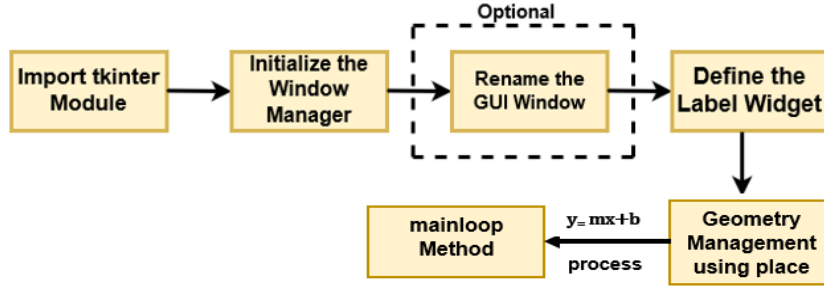 Optional
Import tkinter
Module
Initialize the
Window
Manager
Rename the
GUI Window
Define the
Label Widget
Geometry
Management
using place
y= mx+b
process
mainloop
Method